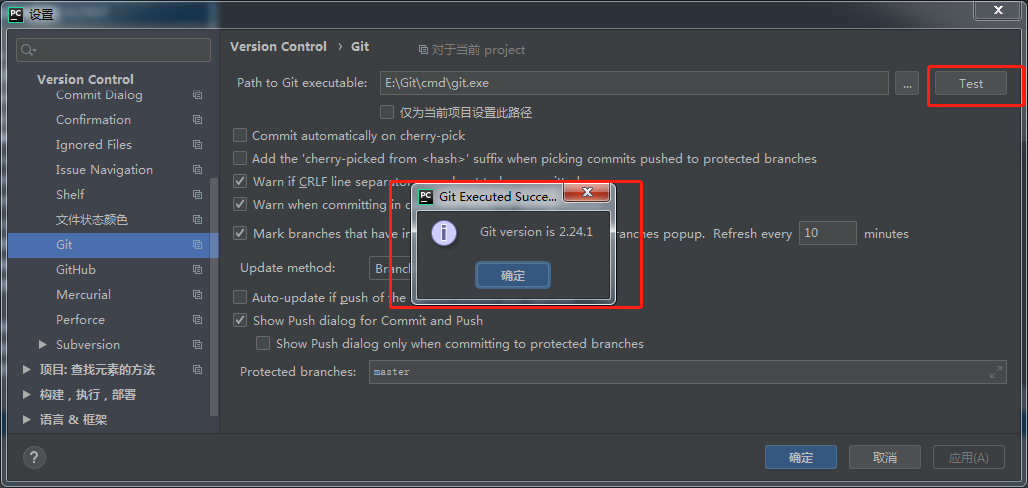 设置
Version Control › Git
对于当前 project
Version Control
Commit Dialog
Confirmation
Ignored Files
Issue Navigation
Shelf
文件状态颜色
Git
GitHub
Mercurial
Perforce
Subversion
项目: 查找元素的方法
构建 , 执行 , 部署
语言 & 框架
Path to Git executable:
E:\Git\cmd\git.exe
...
Test
仅为当前项目设置此路径
Commit automatically on cherry-pick
Add the 'cherry-picked from <hash>' suffix when picking commits pushed to protected branches
Warn if CRLF line separator
Warn when committing in
Mark branches that have in
ranches popup. Refresh every 10 minutes
Update method:
Branc
Auto-update if push of the
Show Push dialog for Commit and Push
Show Push dialog only when committing to protected branches
Protected branches:
master
Git Executed Succe...
Git version is 2.24.1
确定
?
确定
取消
应用(A)